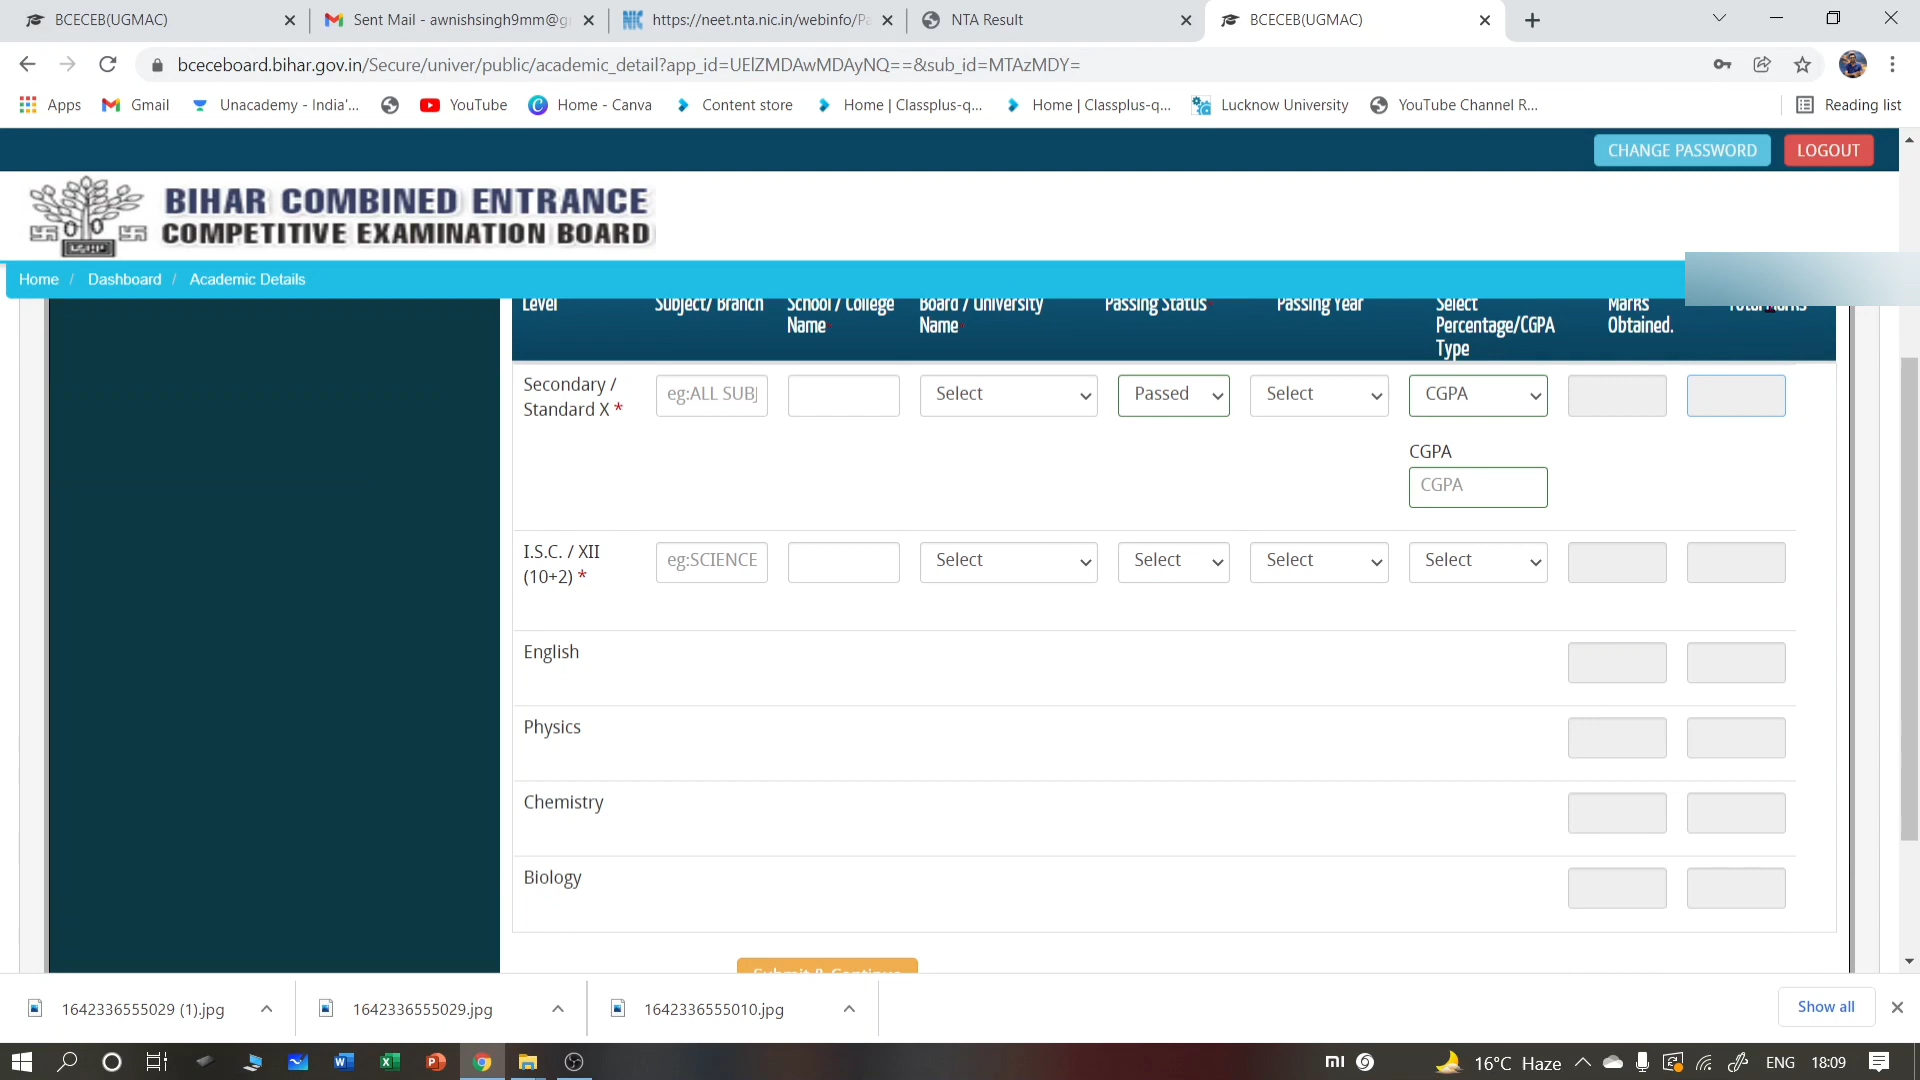 BCECEB(UGMAC)
Sent Mail - awnishsingh9mm@g
https://neet.nta.nic.in/webinfo/Pa
NTA Result
BCECEB(UGMAC)
bceceboard.bihar.gov.in/Secure/univer/public/academic_detail?app_id=UElZMDAwMDAyNQ==&sub_id=MTAzMDY=
Apps
Gmail
Unacademy - India'...
YouTube
Home - Canva
Content store
Home | Classplus-q...
Home | Classplus-q...
Lucknow University
YouTube Channel R...
Reading list
CHANGE PASSWORD
LOGOUT
BIHAR COMBINED ENTRANCE
COMPETITIVE EXAMINATION BOARD
Home / Dashboard / Academic Details
Level
Subject/ Branch
School / College
Name
Board / University
Name
Passing Status
Passing Year
Select
Percentage/CGPA
Type
Marks
Obtained.
Total Marks
Secondary /
Standard X *
eg:ALL SUBJ
Select
Passed
Select
CGPA
CGPA
CGPA
I.S.C. / XII
(10+2) *
eg:SCIENCE
Select
Select
Select
Select
English
Physics
Chemistry
Biology
Submit & Continue
1642336555029 (1).jpg
1642336555029.jpg
1642336555010.jpg
Show all
16°C Haze
ENG
18:09